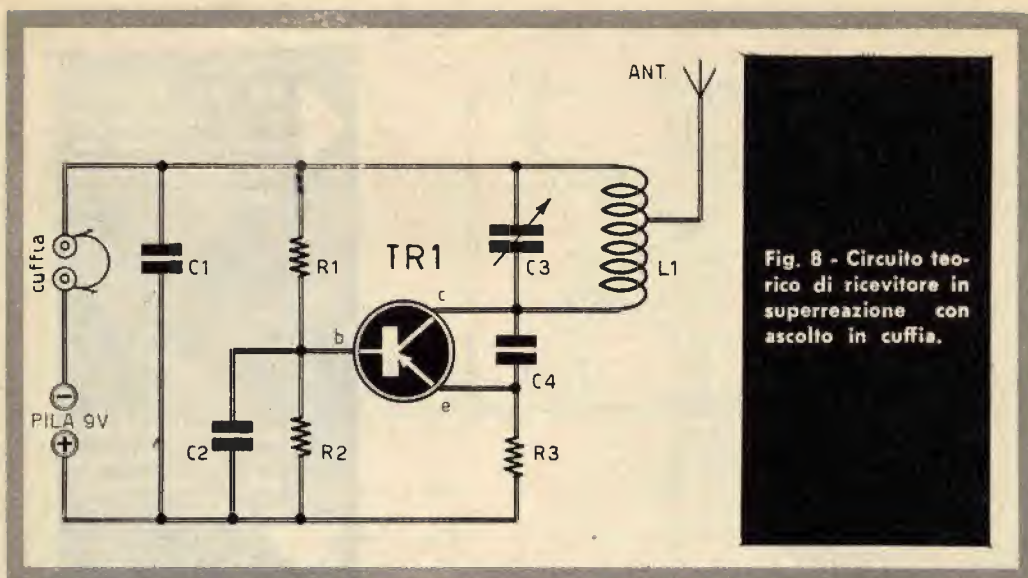 ANT.
cuffia
C1
R1
TR1
C3
L1
c
b
C4
e
PILA 9V
C2
R2
R3
Fig. 8 - Circuito teo-
rico di ricevitore in
superreazione con
ascolto in cuffia.